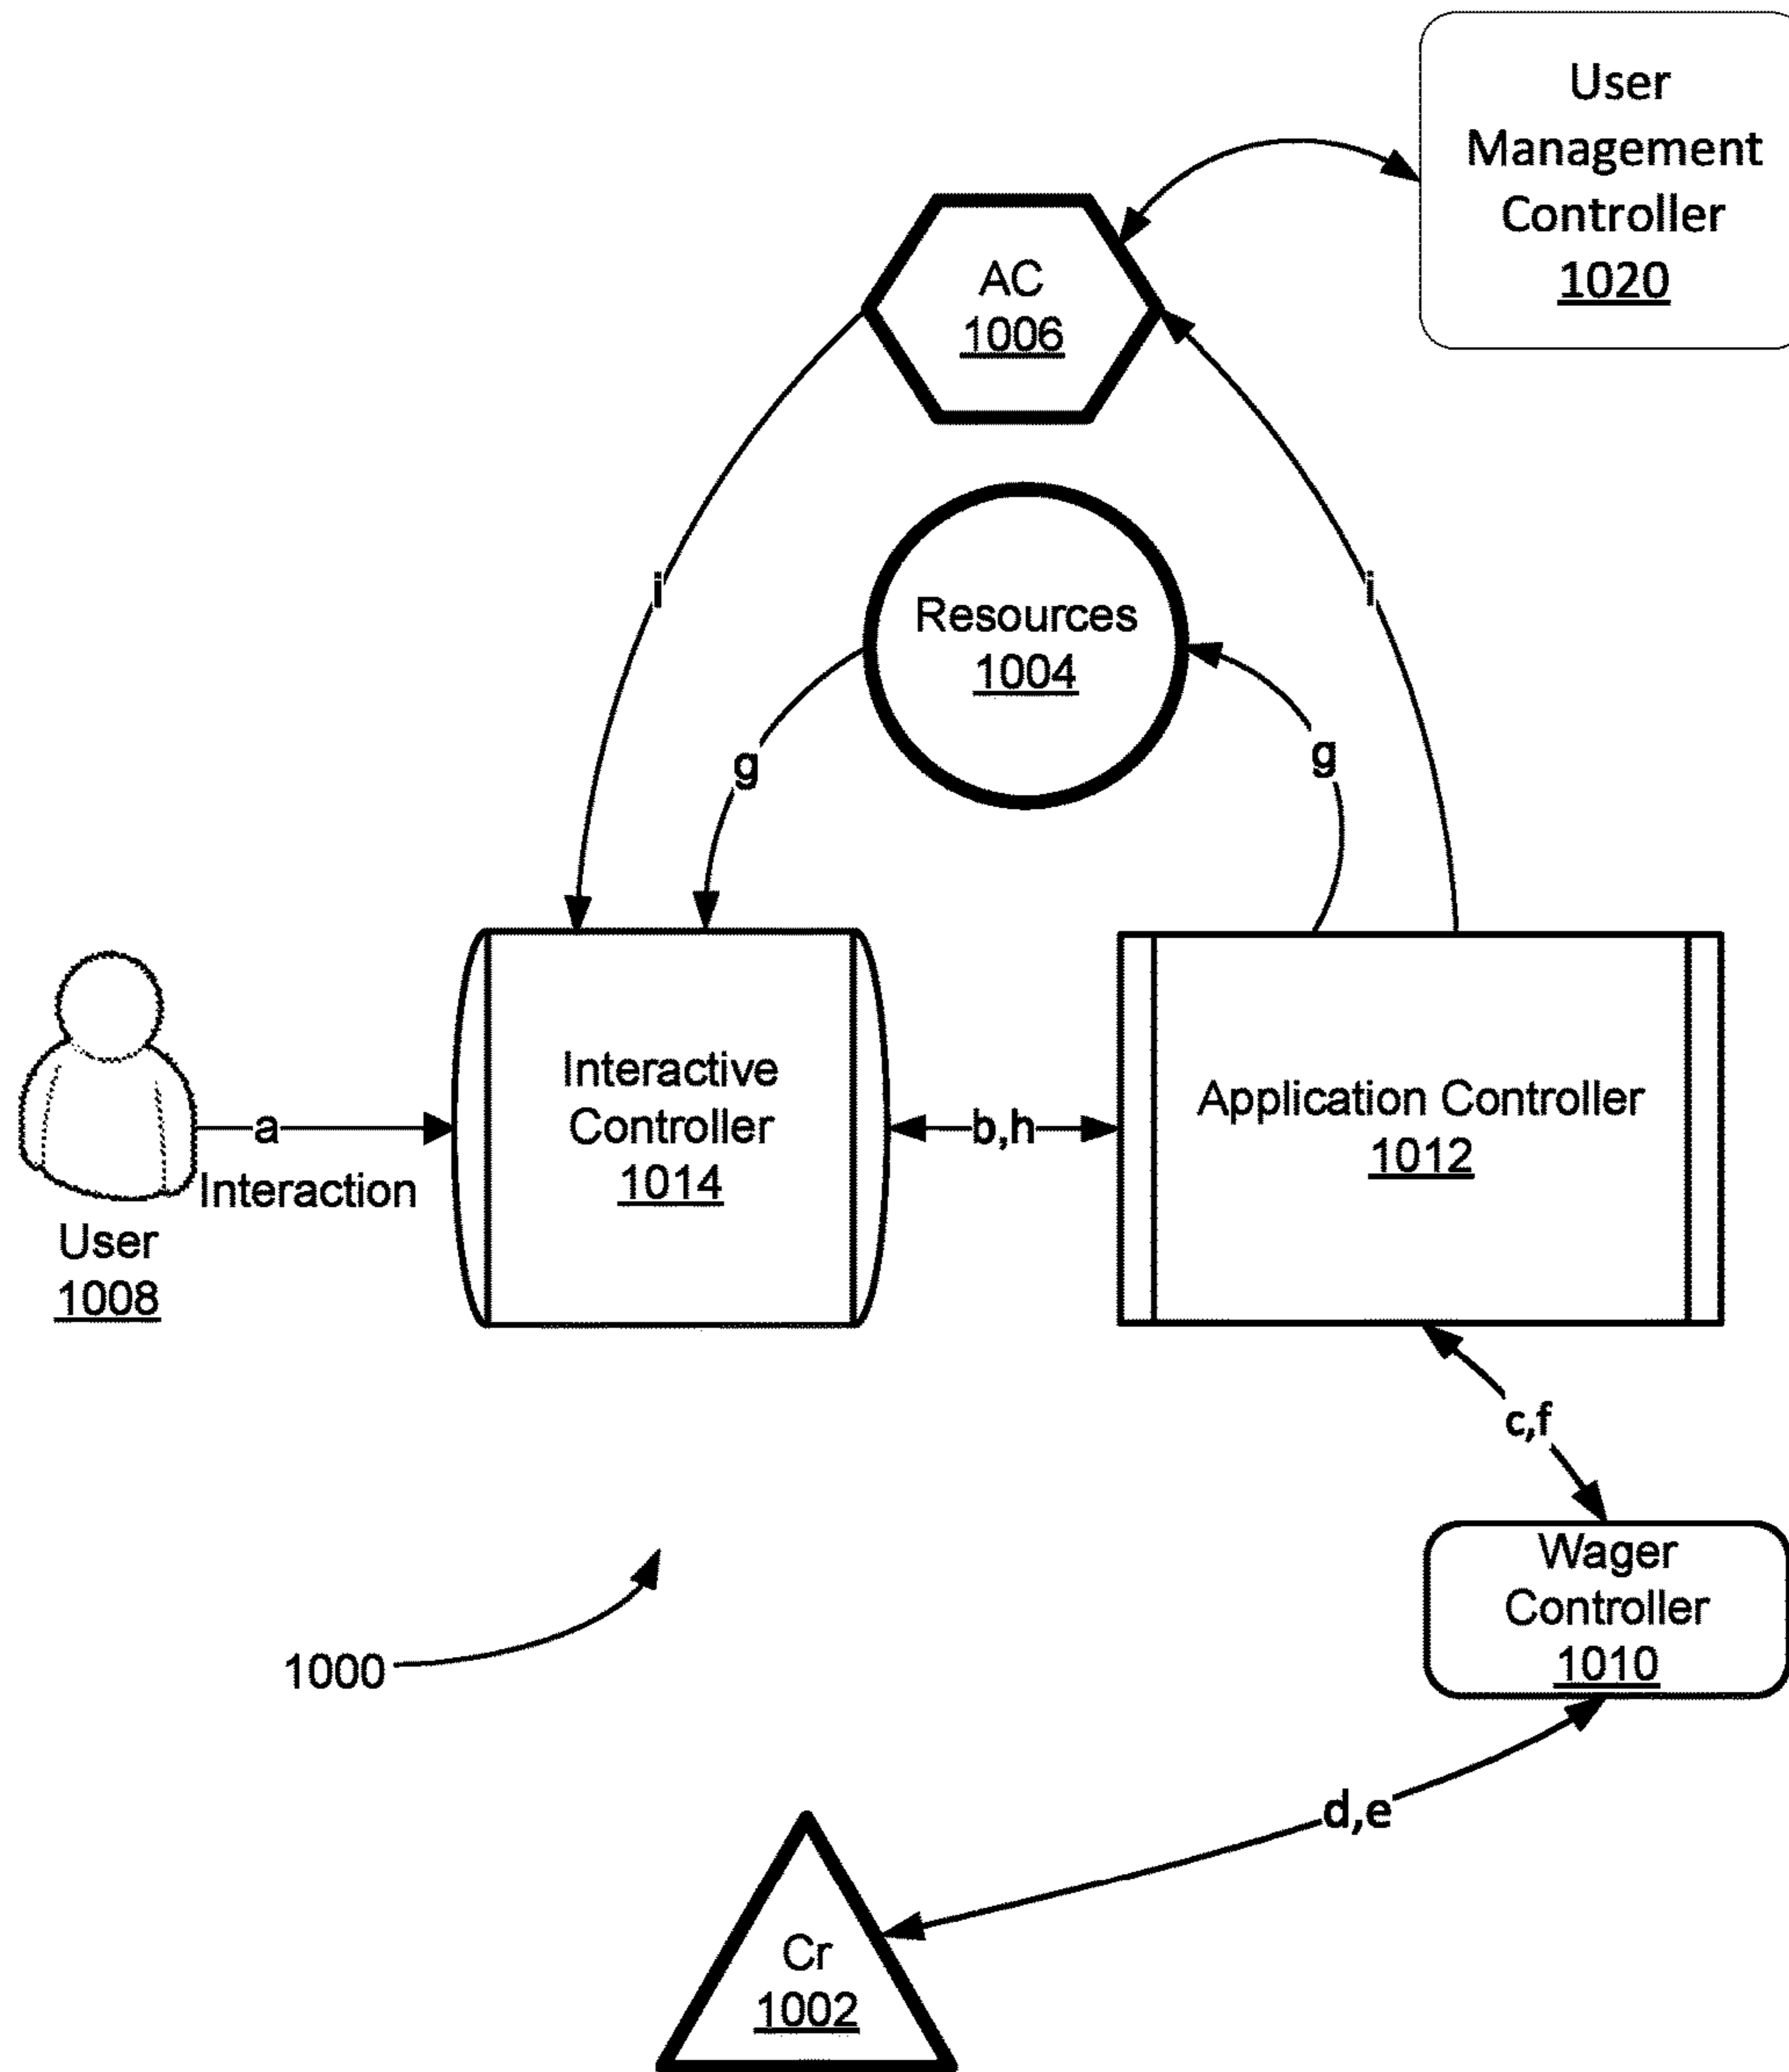 User
Management
Controller
1020
AC
1006
i
i
Resources
1004
g
g
Interactive
Controller
1014
Application Controller
1012
a
Interaction
b,h
User
1008
c,f
Wager
Controller
1010
1000
d,e
Cr
1002